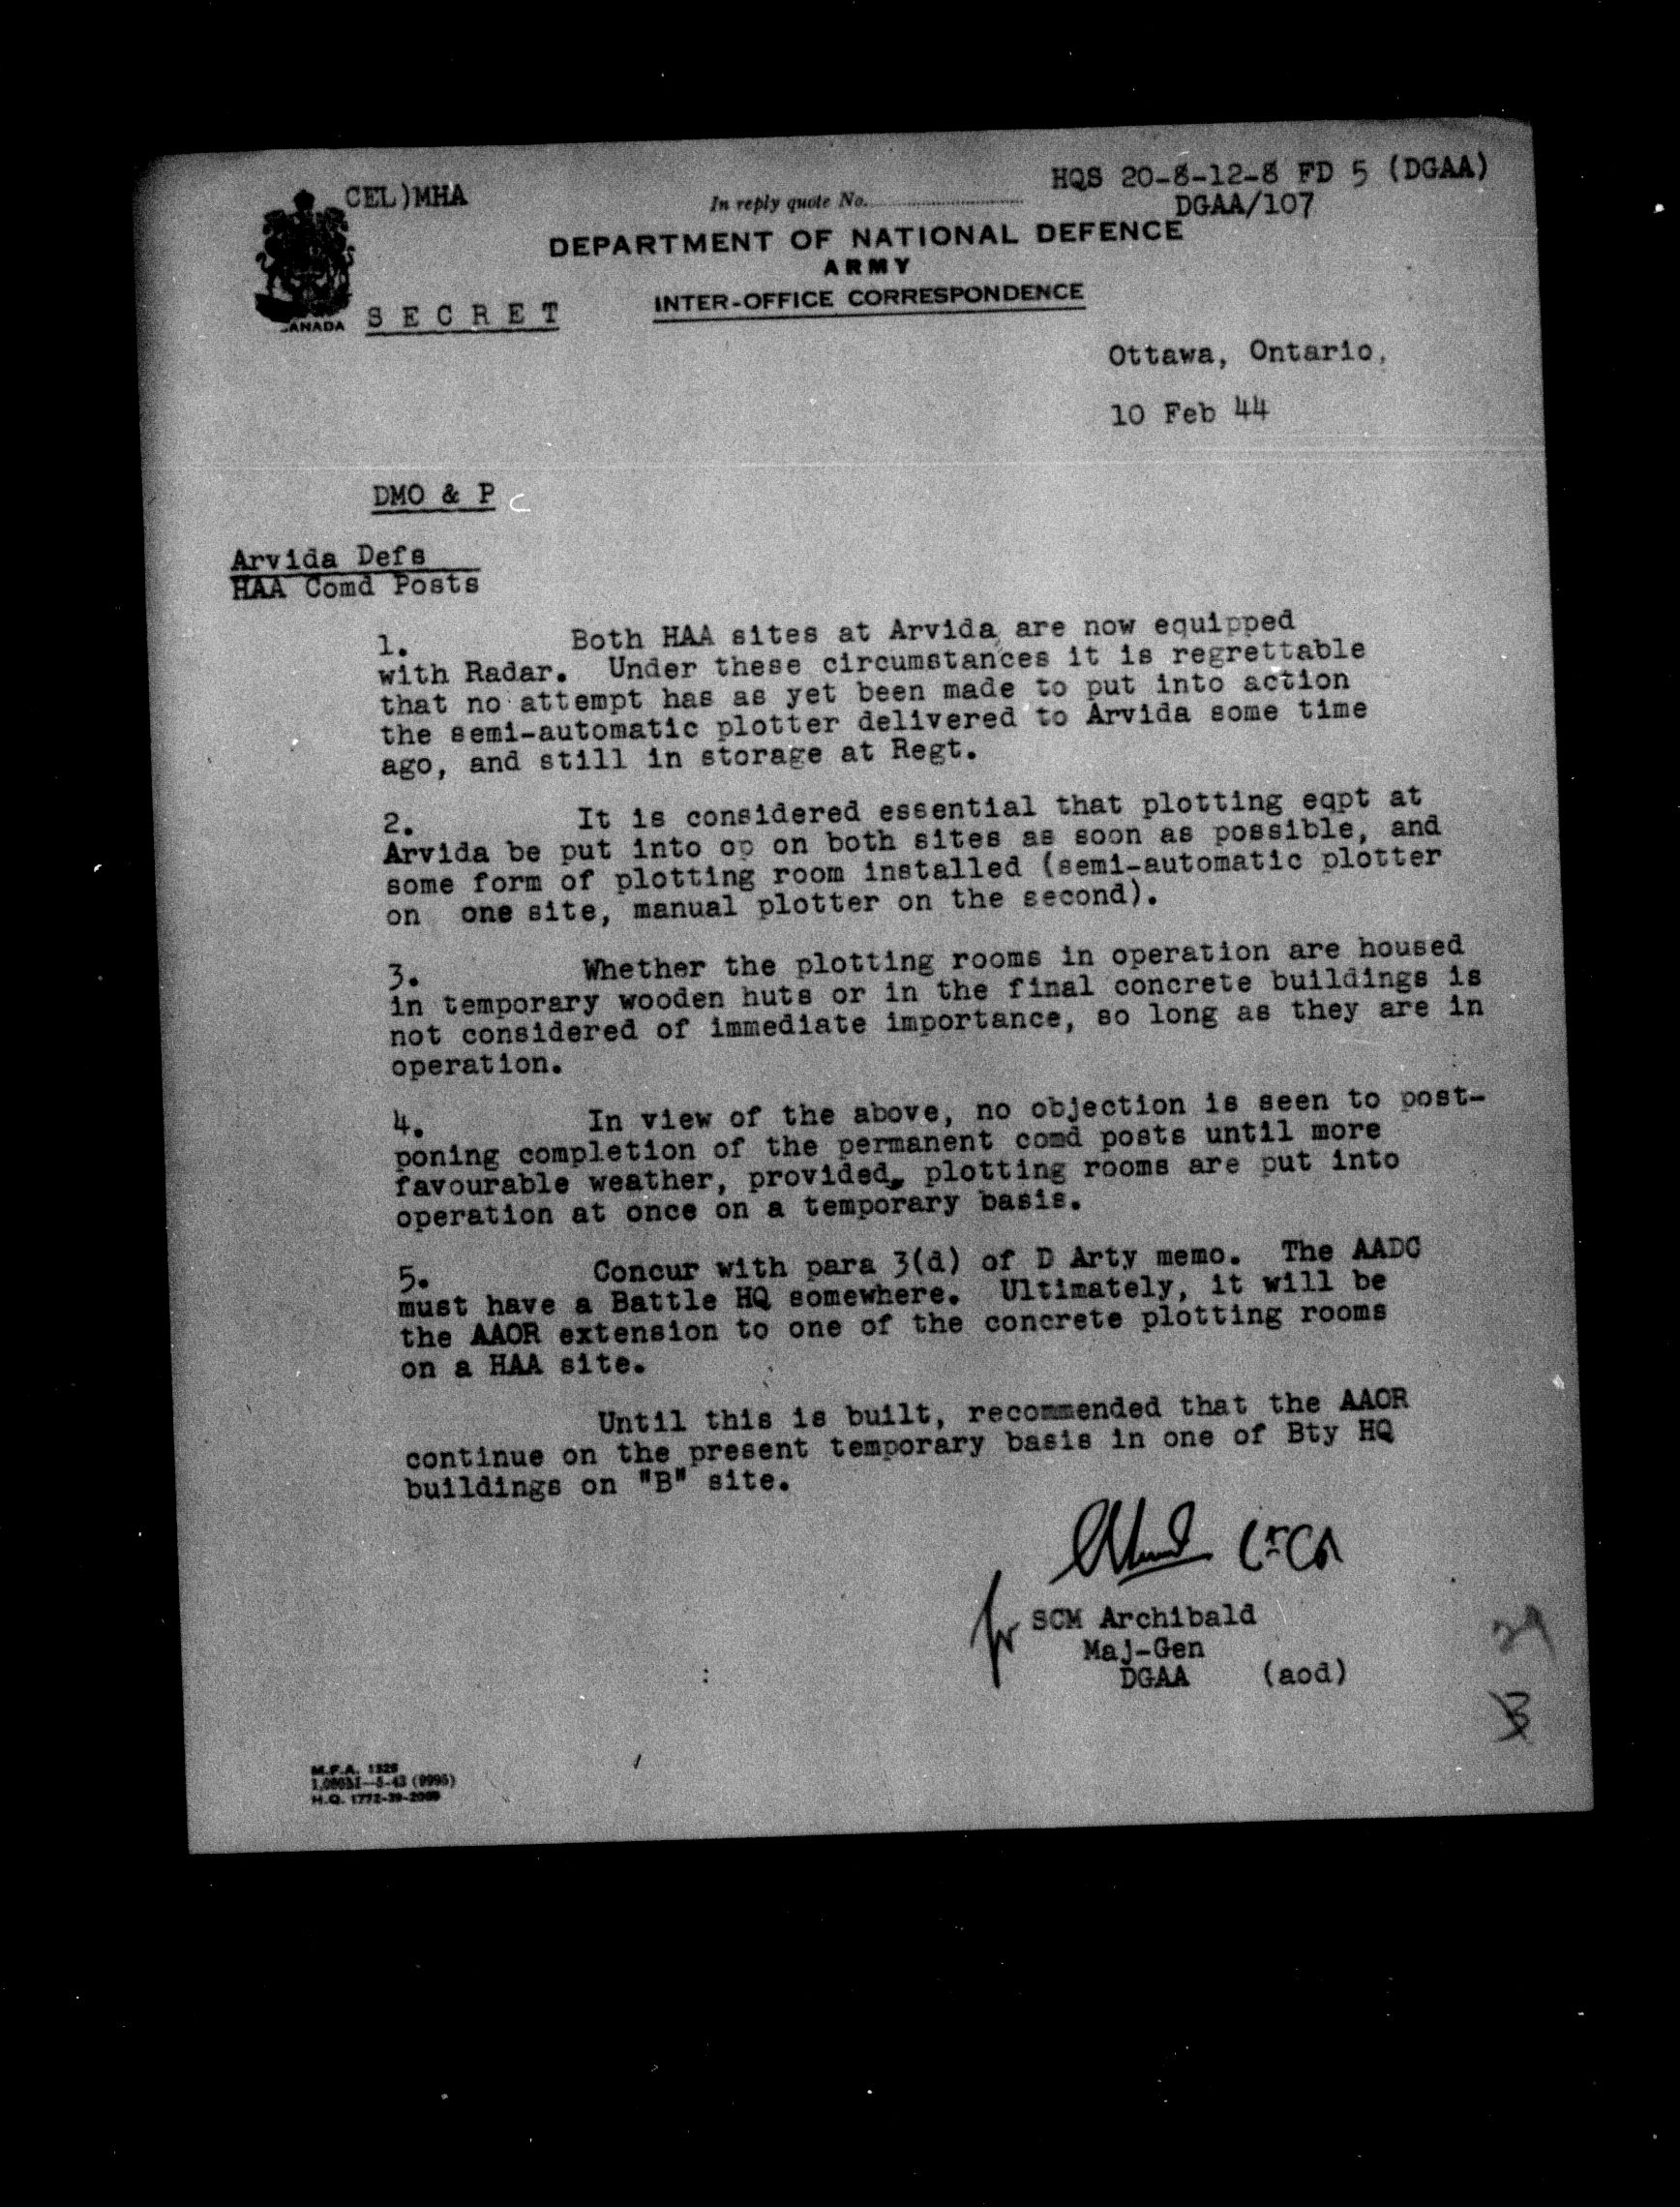 CEL)MHA
HQS 20-8-12-8 FD 5 (DGAA)
In reply quote No.
DGAA/107
DEPARTMENT OF NATIONAL DEFENCE
ARMY
INTER-OFFICE CORRESPONDENCE
CANADA
SECRET
Ottawa, Ontario,
10 Feb 44
DMO & P
Arvida Defs
HAA Comd Posts
1. Both HAA sites at Arvida are now equipped
with Radar. Under these circumstances it is regrettable
that no attempt has as yet been made to put into action
the semi-automatic plotter delivered to Arvida some time
ago, and still in storage at Regt.
2. It is considered essential that plotting eqpt at
Arvida be put into op on both sites as soon as possible, and
some form of plotting room installed (semi-automatic plotter
on one site, manual plotter on the second).
3. Whether the plotting rooms in operation are housed
in temporary wooden huts or in the final concrete buildings is
not considered of immediate importance, so long as they are in
operation.
4. In view of the above, no objection is seen to post-
poning completion of the permanent comd posts until more
favourable weather, provided, plotting rooms are put into
operation at once on a temporary basis.
5. Concur with para 3(d) of D Arty memo. The AADC
must have a Battle HQ somewhere. Ultimately, it will be
the AAOR extension to one of the concrete plotting rooms
on a HAA site.
Until this is built, recommended that the AAOR
continue on the present temporary basis in one of Bty HQ
buildings on "B" site.
for SCM Archibald
Maj-Gen
DGAA (aod)
M.F.A. 1328
H.Q. 1772-39-2069